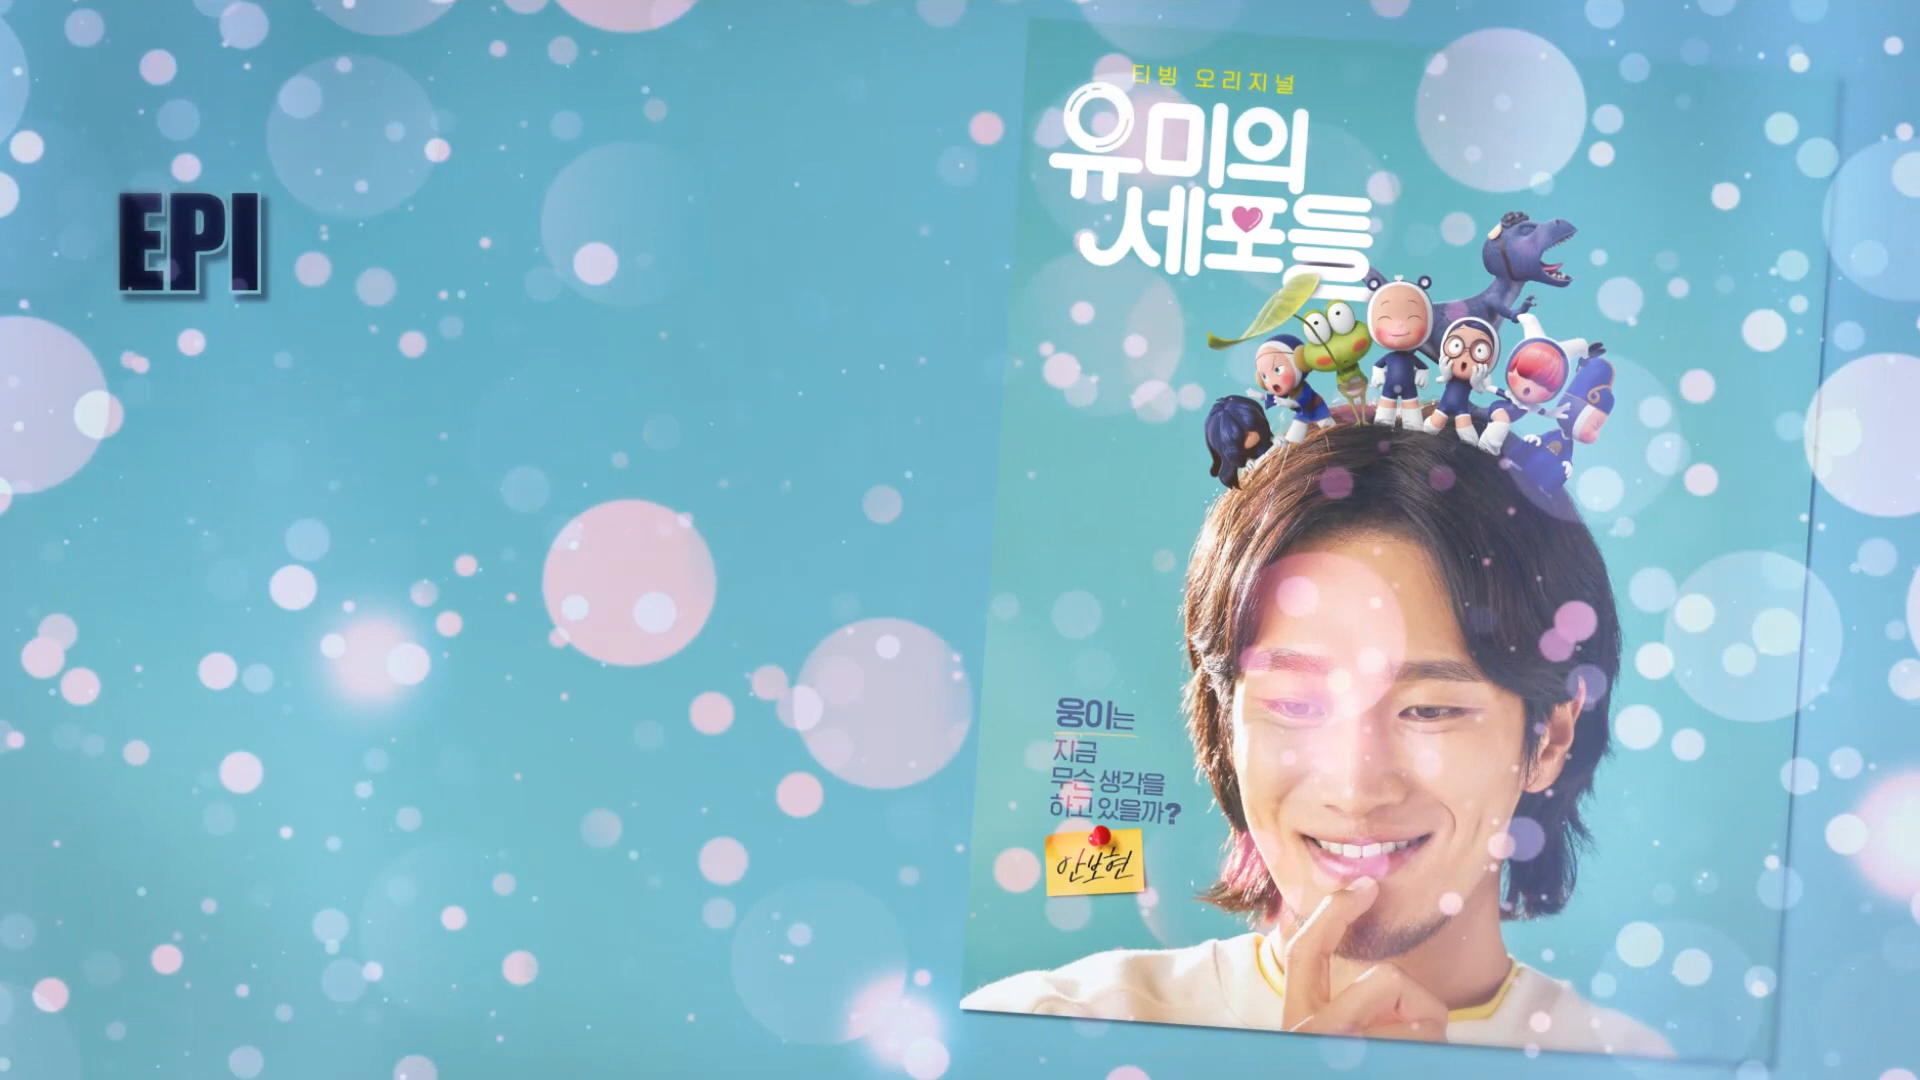 EPI
티빙 오리지널
유미의
세포들
웅이는
지금
무슨 생각을
하고 있을까?
안보현